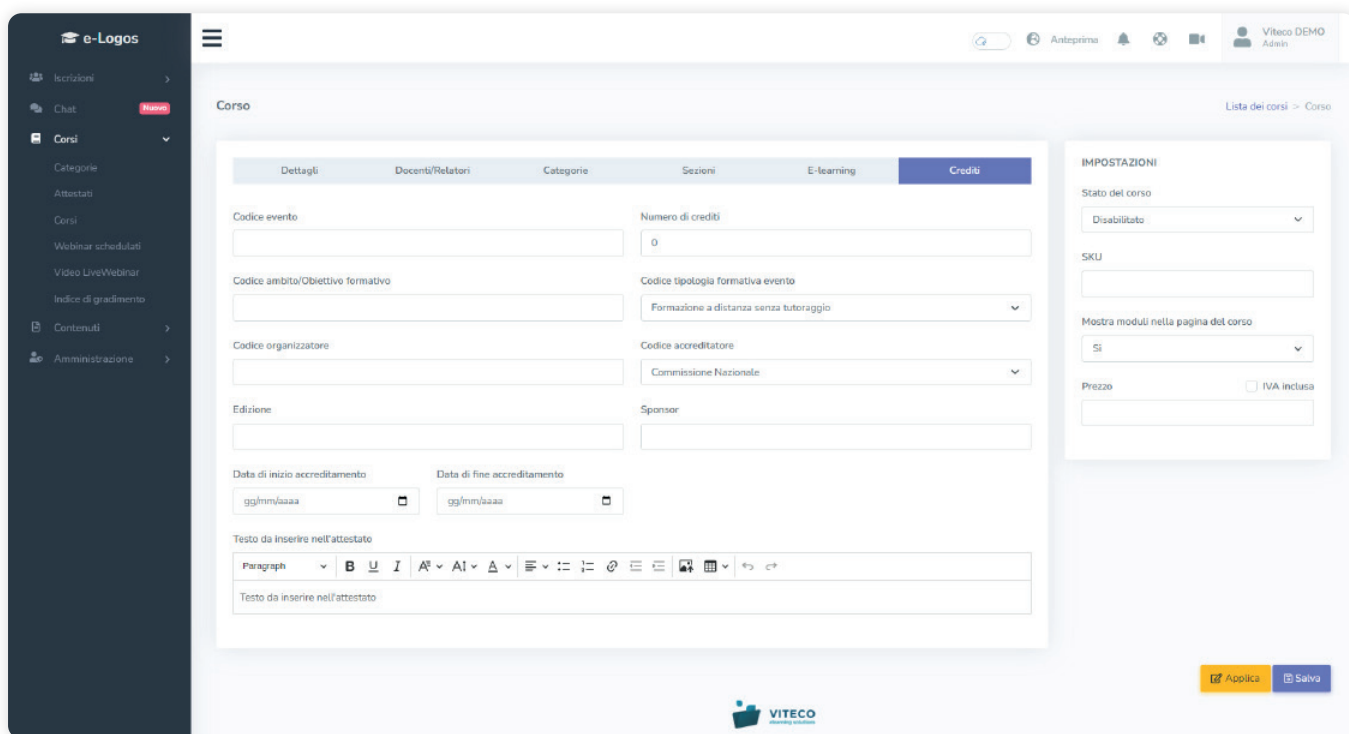 e-Logos
Anteprima
Viteco DEMO
Admin
Iscrizioni
Chat Nuovo
Corsi
Categorie
Attestati
Corsi
Webinar schedulati
Video LiveWebinar
Indice di gradimento
Contenuti
Amministrazione
Corso
Lista dei corsi > Corso
Dettagli Docenti/Relatori Categorie Sezioni E-learning Crediti
Codice evento Numero di crediti
0
Codice ambito/Obiettivo formativo Codice tipologia formativa evento
Formazione a distanza senza tutoraggio
Codice organizzatore Codice accreditatore
Commissione Nazionale
Edizione Sponsor
Data di inizio accreditamento Data di fine accreditamento
gg/mm/aaaa gg/mm/aaaa
Testo da inserire nell'attestato
Paragraph B U I A AI A
Testo da inserire nell'attestato
IMPOSTAZIONI
Stato del corso
Disabilitato
SKU
Mostra moduli nella pagina del corso
Si
Prezzo IVA inclusa
Applica Salva
VITECO
elearning solutions